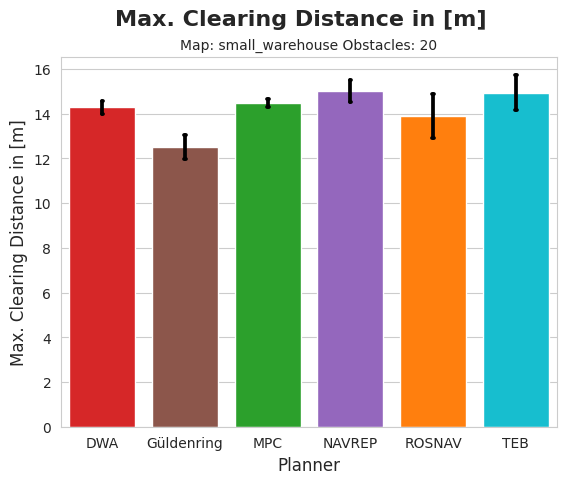 Max. Clearing Distance in [m]
Map: small_warehouse Obstacles: 20
Max. Clearing Distance in [m]
16
14
12
10
8
6
4
2
0
DWA Güldenring MPC NAVREP ROSNAV TEB
Planner